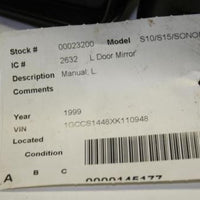 Stock # 00023200 Model S10/S15/SONO
IC # 2632 L Door Mirror
Description Manual, L
Comments
Year 1999
VIN 1GCCS1448XK110948
Located
Condition
A B C 0000145177